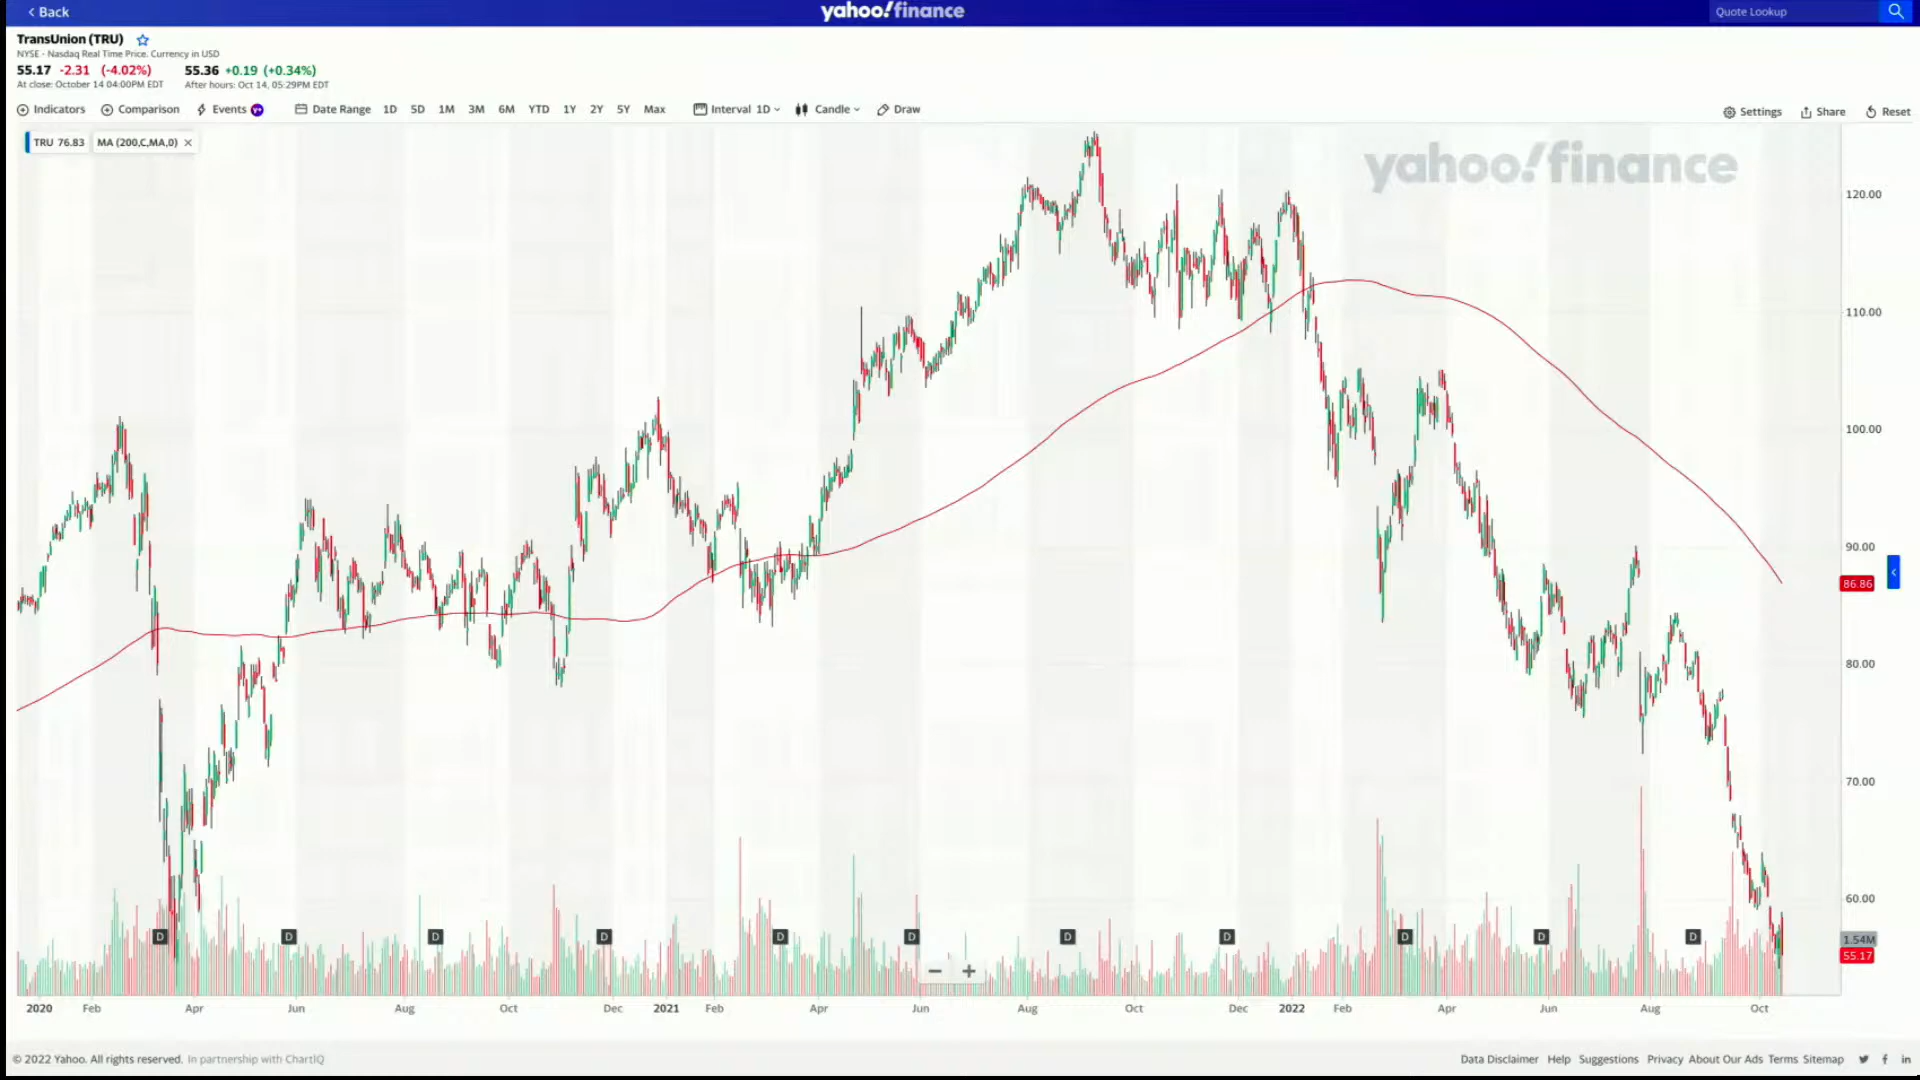 Back
yahoo!finance
Quote Lookup
TransUnion (TRU)
NYSE - Nasdaq Real Time Price. Currency in USD
55.17 -2.31 (-4.02%) 55.36 +0.19 (+0.34%)
At close: October 14 04:00PM EDT After hours: Oct 14, 05:29PM EDT
Indicators Comparison Events Y+ Date Range 1D 5D 1M 3M 6M YTD 1Y 2Y 5Y Max Interval 1D Candle Draw Settings Share Reset
TRU 76.83 MA (200,C,MA,0)
yahoo!finance
120.00
110.00
100.00
90.00
86.86
80.00
70.00
60.00
D D D D D D D D D D D
1.54M
55.17
2020 Feb Apr Jun Aug Oct Dec 2021 Feb Apr Jun Aug Oct Dec 2022 Feb Apr Jun Aug Oct
© 2022 Yahoo. All rights reserved. In partnership with ChartIQ
Data Disclaimer Help Suggestions Privacy About Our Ads Terms Sitemap